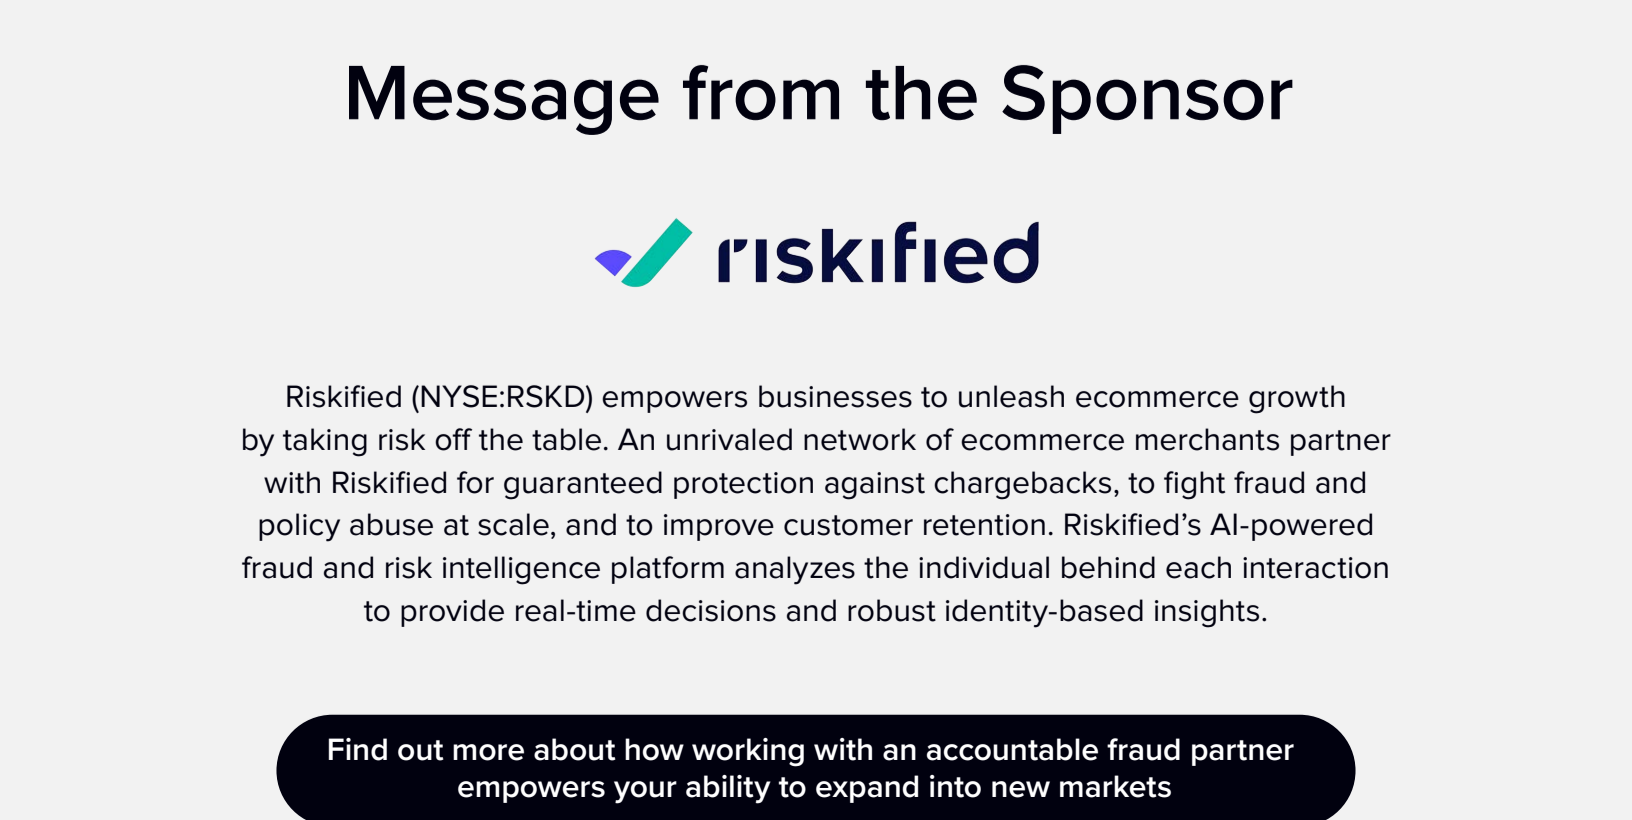 Message from the Sponsor
riskified
Riskified (NYSE:RSKD) empowers businesses to unleash ecommerce growth
by taking risk off the table. An unrivaled network of ecommerce merchants partner
with Riskified for guaranteed protection against chargebacks, to fight fraud and
policy abuse at scale, and to improve customer retention. Riskified’s AI-powered
fraud and risk intelligence platform analyzes the individual behind each interaction
to provide real-time decisions and robust identity-based insights.
Find out more about how working with an accountable fraud partner
empowers your ability to expand into new markets